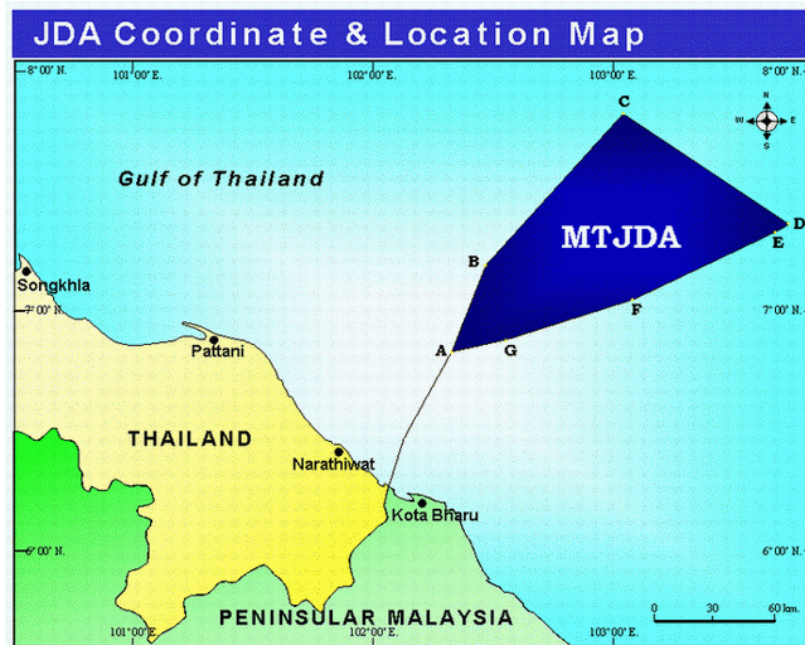 JDA Coordinate & Location Map
8°00" N.
101°00" E.
102°00" E.
103°00" E.
8°00" N.
C
N
W
E
S
Gulf of Thailand
D
E
MTJDA
B
Songkhla
7°00" N.
7°00" N.
F
A
G
Pattani
THAILAND
Narathiwat
Kota Bharu
6°00" N.
6°00" N.
PENINSULAR MALAYSIA
0
30
60 km.
101°00" E.
102°00" E.
103°00" E.